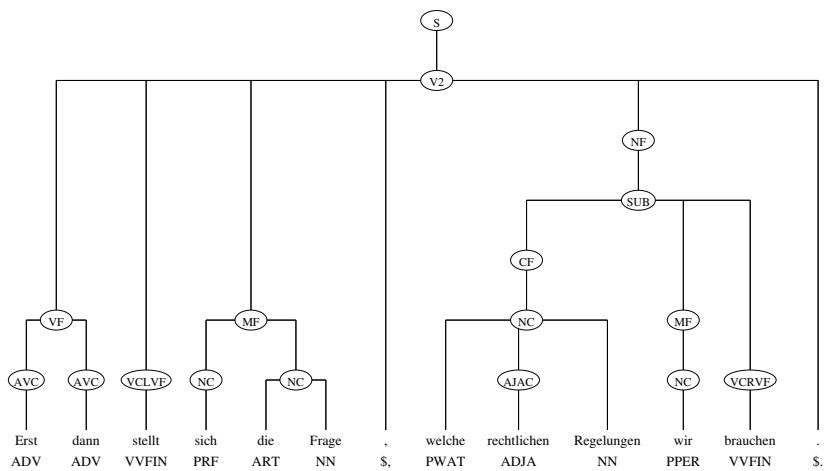 S
V2
NF
SUB
CF
VF MF NC MF
AVC AVC VCLVF NC NC AJAC NC VCRVF
Erst dann stellt sich die Frage , welche rechtlichen Regelungen wir brauchen .
ADV ADV VVFIN PRF ART NN $, PWAT ADJA NN PPER VVFIN $.